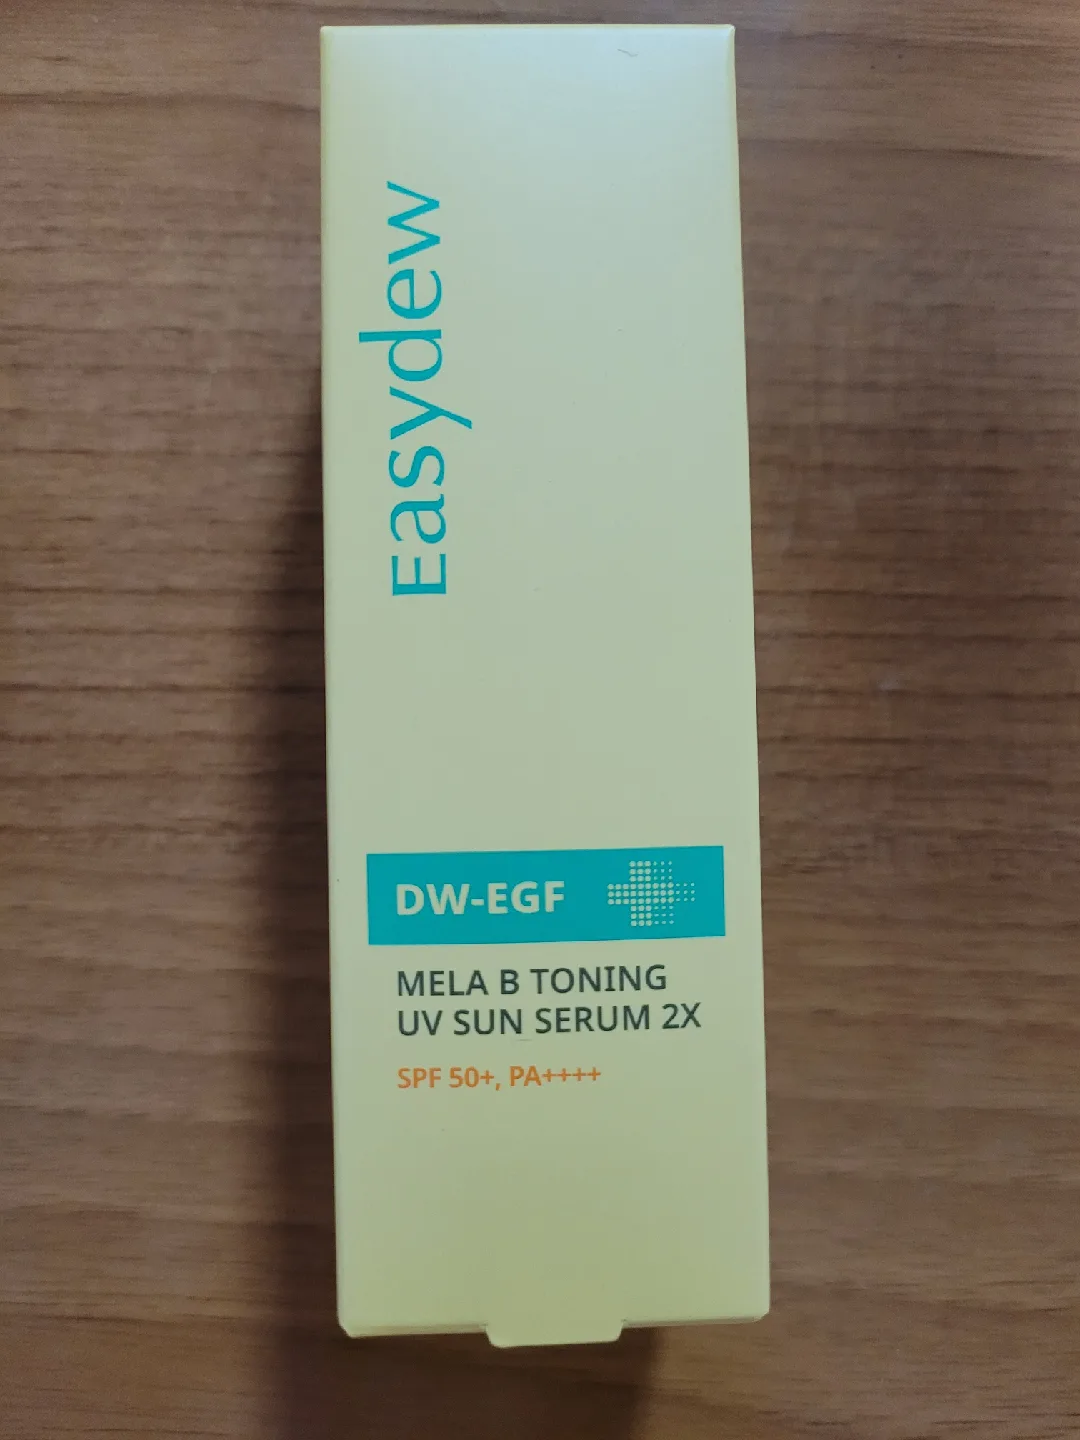 Easydew
DW-EGF
MELA B TONING
UV SUN SERUM 2X
SPF 50+, PA++++